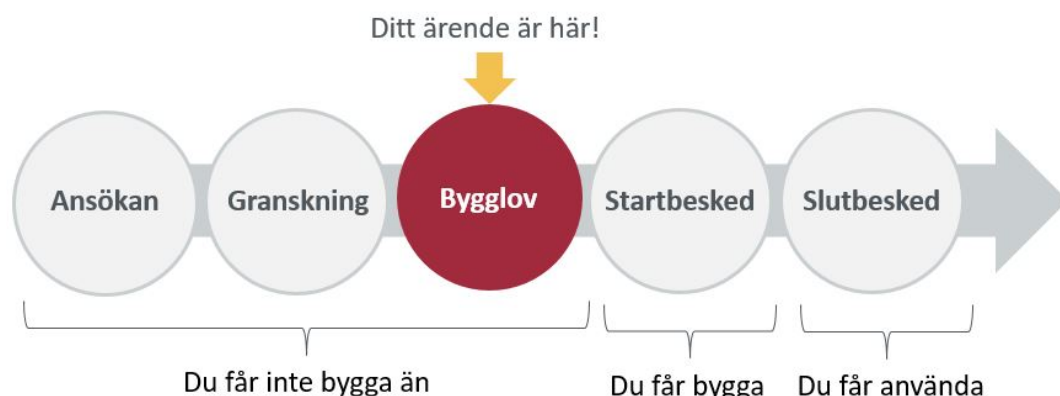 Ditt ärende är här!
Ansökan
Granskning
Bygglov
Startbesked
Slutbesked
Du får inte bygga än
Du får bygga
Du får använda